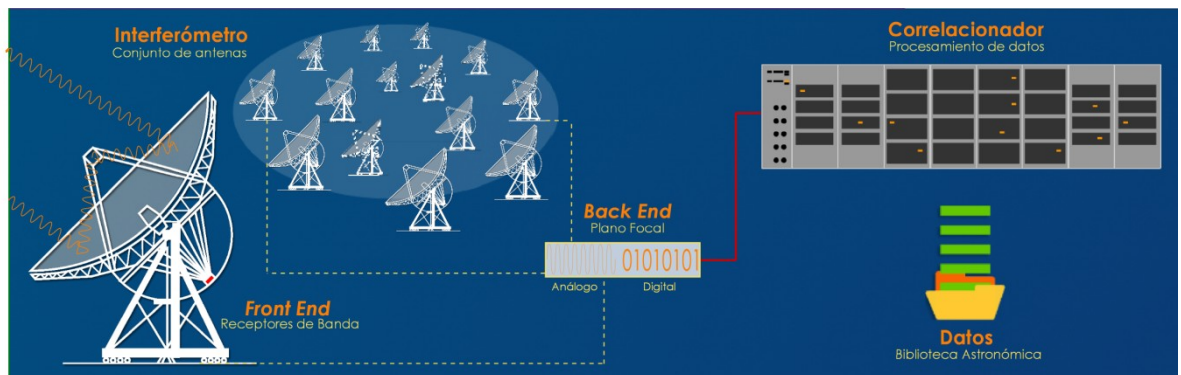 Interferómetro
Conjunto de antenas
Correlacionador
Procesamiento de datos
Back End
Plano Focal
01010101
Análogo
Digital
Front End
Receptores de Banda
Datos
Biblioteca Astronómica